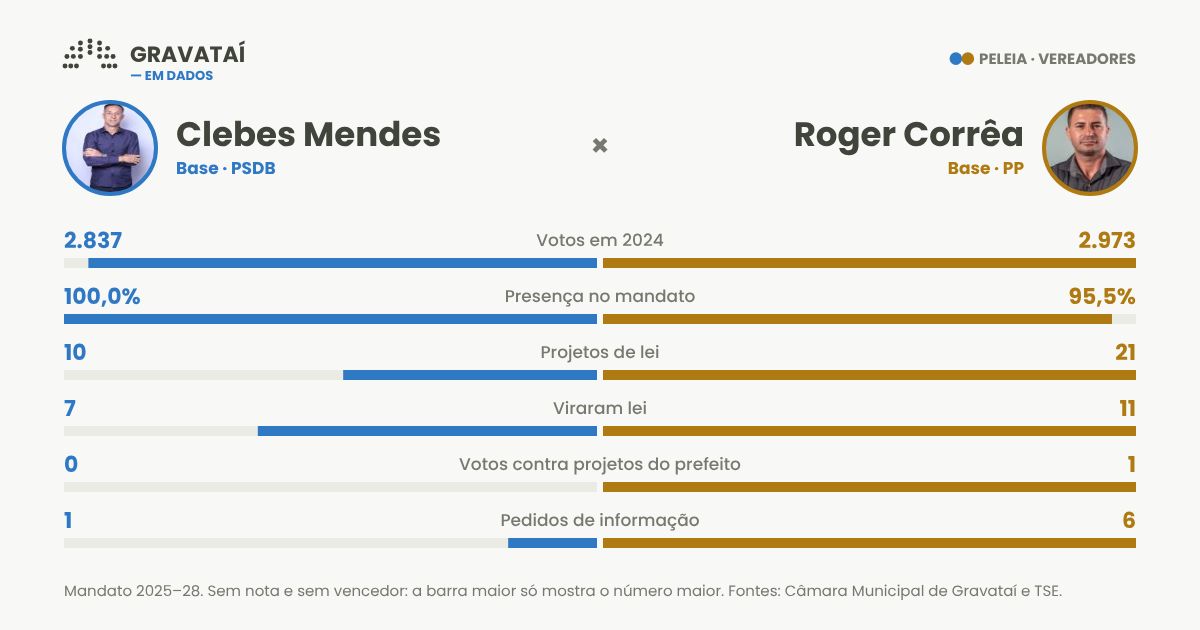 GRAVATAÍ
— EM DADOS
PELEIA · VEREADORES
Clebes Mendes
Base · PSDB
×
Roger Corrêa
Base · PP
2.837 Votos em 2024 2.973
100,0% Presença no mandato 95,5%
10 Projetos de lei 21
7 Viraram lei 11
0 Votos contra projetos do prefeito 1
1 Pedidos de informação 6
Mandato 2025–28. Sem nota e sem vencedor: a barra maior só mostra o número maior. Fontes: Câmara Municipal de Gravataí e TSE.